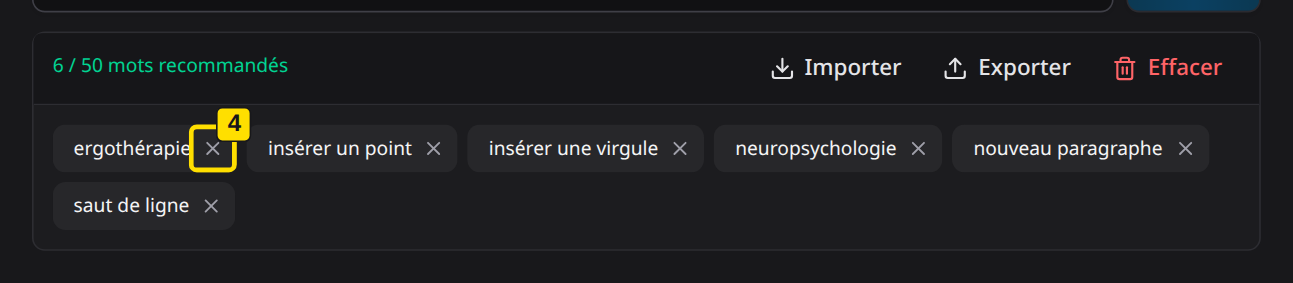 6 / 50 mots recommandés Importer Exporter Effacer
4
ergothérapie insérer un point insérer une virgule neuropsychologie nouveau paragraphe
saut de ligne